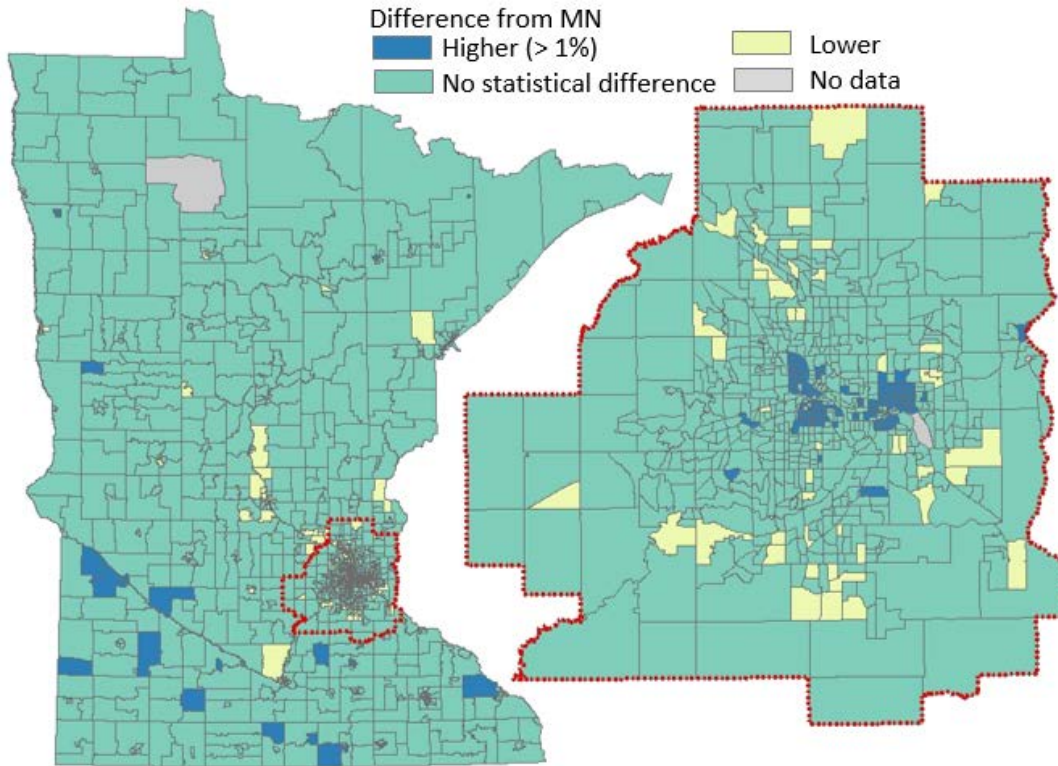 Difference from MN
Higher (> 1%)
Lower
No statistical difference
No data